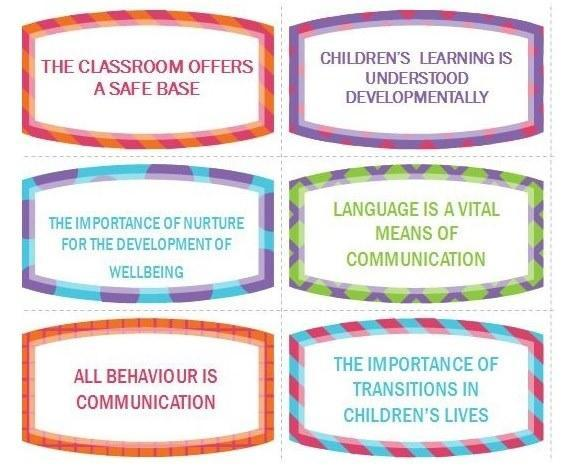 THE CLASSROOM OFFERS
A SAFE BASE
CHILDREN'S LEARNING IS
UNDERSTOOD
DEVELOPMENTALLY
THE IMPORTANCE OF NURTURE
FOR THE DEVELOPMENT OF
WELLBEING
LANGUAGE IS A VITAL
MEANS OF
COMMUNICATION
ALL BEHAVIOUR IS
COMMUNICATION
THE IMPORTANCE OF
TRANSITIONS IN
CHILDREN'S LIVES